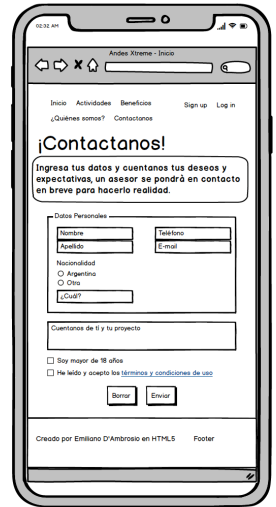 02:32 AM
Andes Xtreme - Inicio
Inicio Actividades Beneficios Sign up Log in
¿Quiénes somos? Contactanos
¡Contactanos!
Ingresa tus datos y cuentanos tus deseos y
expectativas, un asesor se pondrà en contacto
en breve para hacerlo realidad.
Datos Personales
Nombre Teléfono
Apellido E-mail
Nacionalidad
Argentina
Otra
¿Cuál?
Cuentanos de ti y tu proyecto
Soy mayor de 18 años
He leído y acepto los términos y condiciones de uso
Borrar Enviar
Creado por Emiliano D'Ambrosio en HTML5 Footer